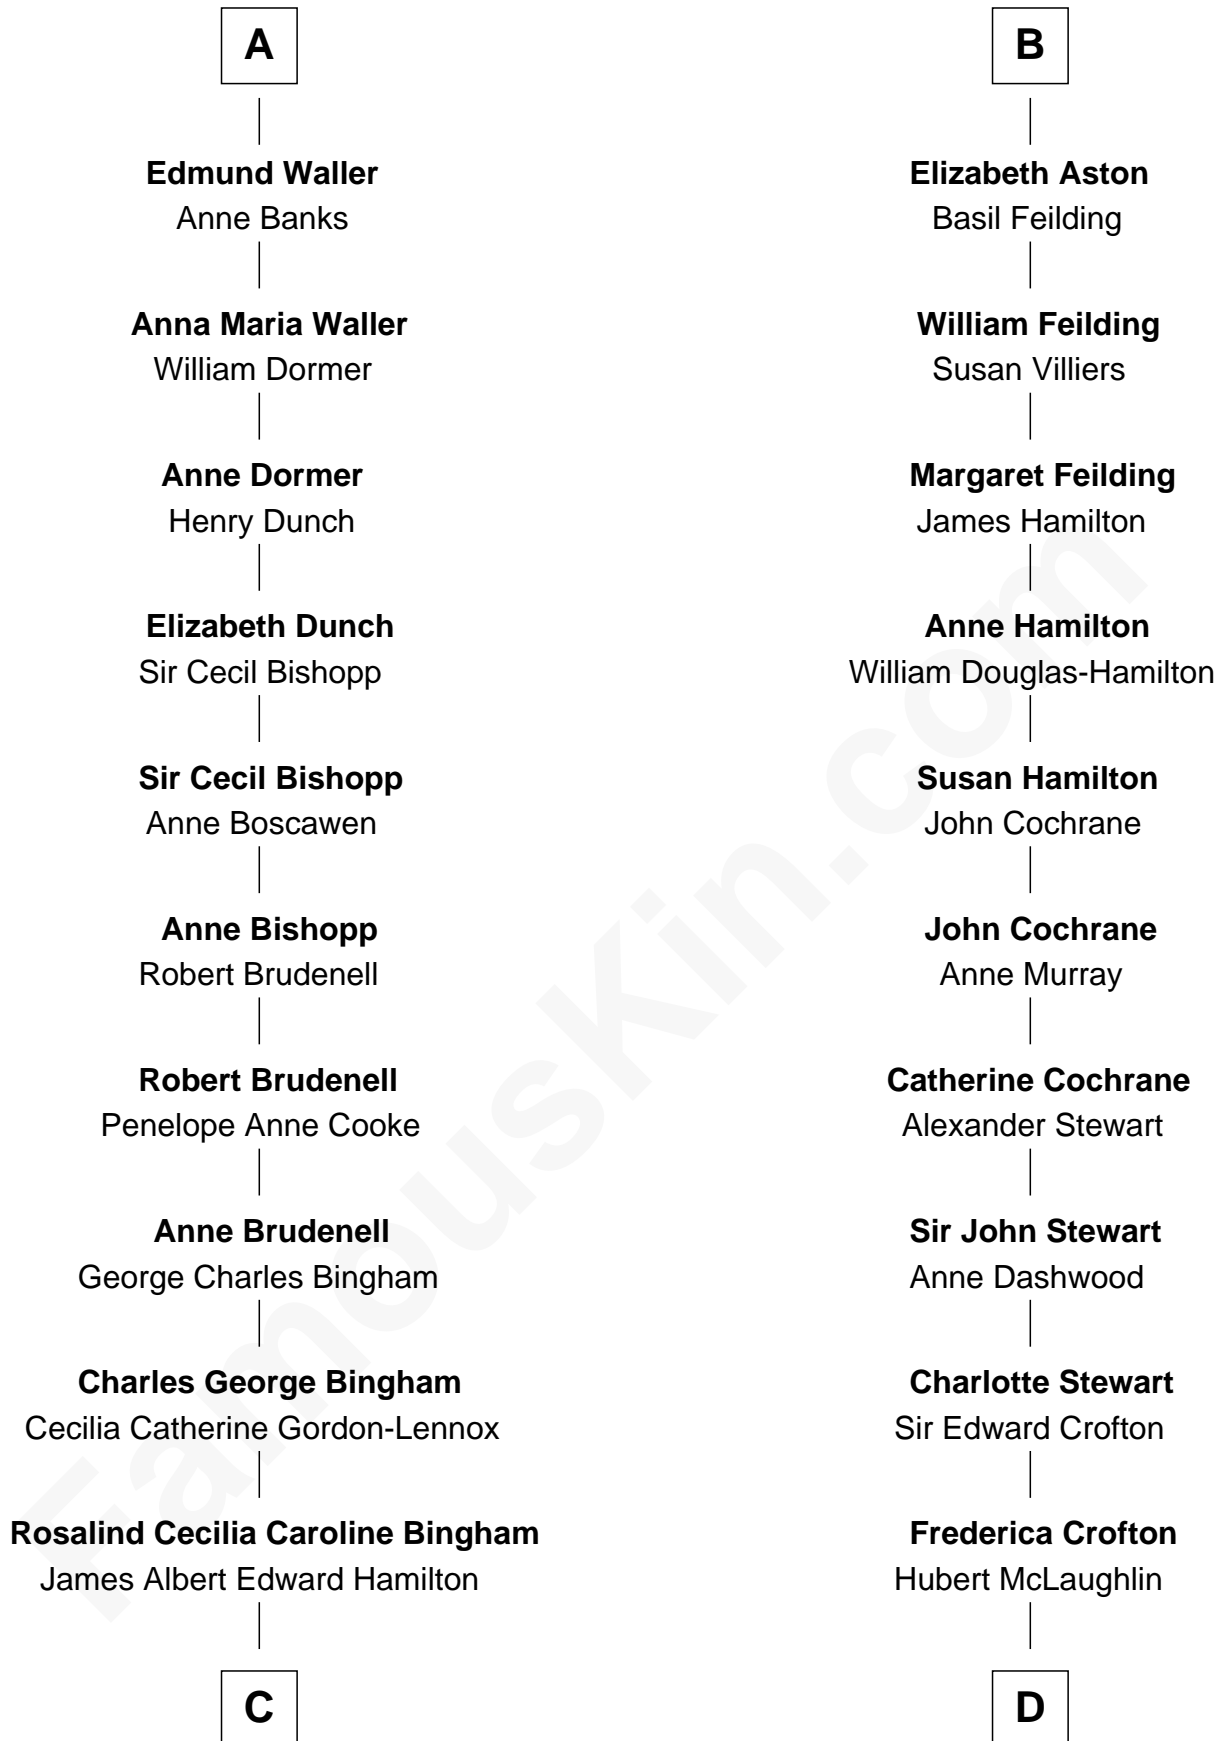 A
Edmund Waller
Anne Banks
Anna Maria Waller
William Dormer
Anne Dormer
Henry Dunch
Elizabeth Dunch
Sir Cecil Bishopp
Sir Cecil Bishopp
Anne Boscawen
Anne Bishopp
Robert Brudenell
Robert Brudenell
Penelope Anne Cooke
Anne Brudenell
George Charles Bingham
Charles George Bingham
Cecilia Catherine Gordon-Lennox
Rosalind Cecilia Caroline Bingham
James Albert Edward Hamilton
C
B
Elizabeth Aston
Basil Feilding
William Feilding
Susan Villiers
Margaret Feilding
James Hamilton
Anne Hamilton
William Douglas-Hamilton
Susan Hamilton
John Cochrane
John Cochrane
Anne Murray
Catherine Cochrane
Alexander Stewart
Sir John Stewart
Anne Dashwood
Charlotte Stewart
Sir Edward Crofton
Frederica Crofton
Hubert McLaughlin
D
FamousKin.com